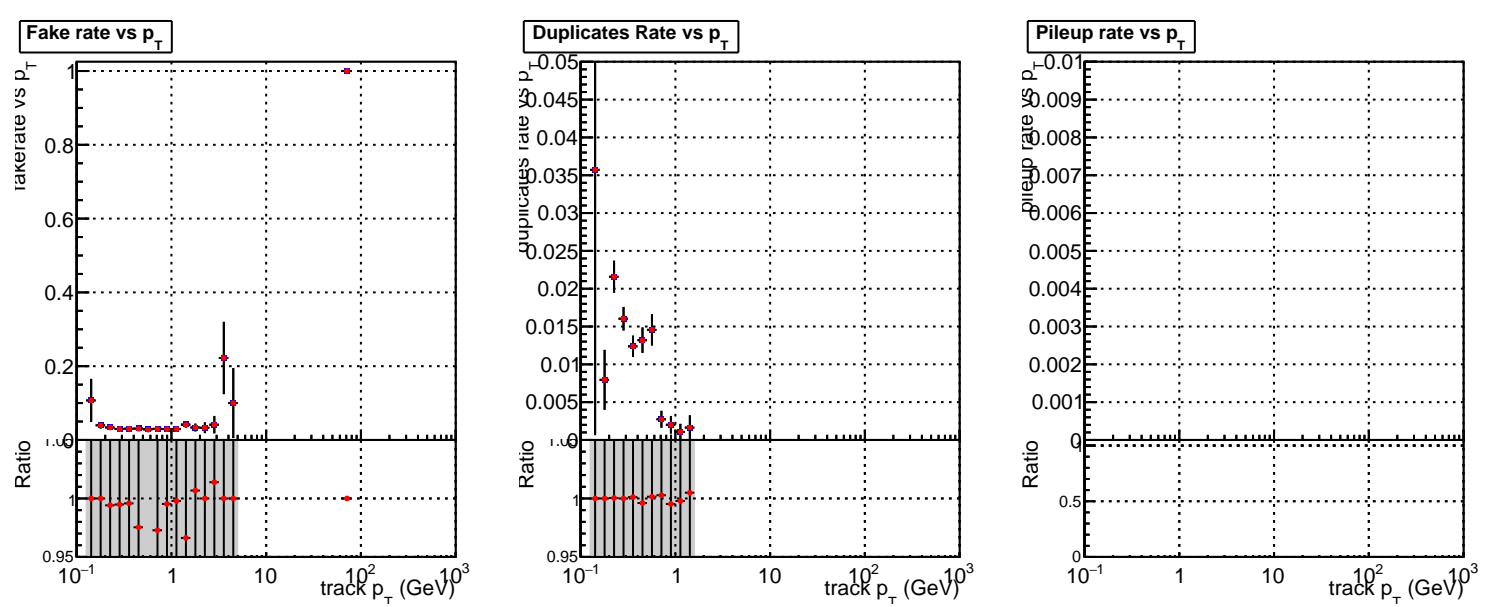 Fake rate vs p_T
fakerate vs p_T
1
0.8
0.6
0.4
0.2
0
Ratio
1
0.95
10^−1 1 10 10^2 10^3
track p_T (GeV)
Duplicates Rate vs p_T
duplicates rate vs p_T
0.05
0.045
0.04
0.035
0.03
0.025
0.02
0.015
0.01
0.005
0
Ratio
1
0.95
10^−1 1 10 10^2 10^3
track p_T (GeV)
Pileup rate vs p_T
pileup rate vs p_T
0.01
0.009
0.008
0.007
0.006
0.005
0.004
0.003
0.002
0.001
0
Ratio
1
0.5
0
10^−1 1 10 10^2 10^3
track p_T (GeV)